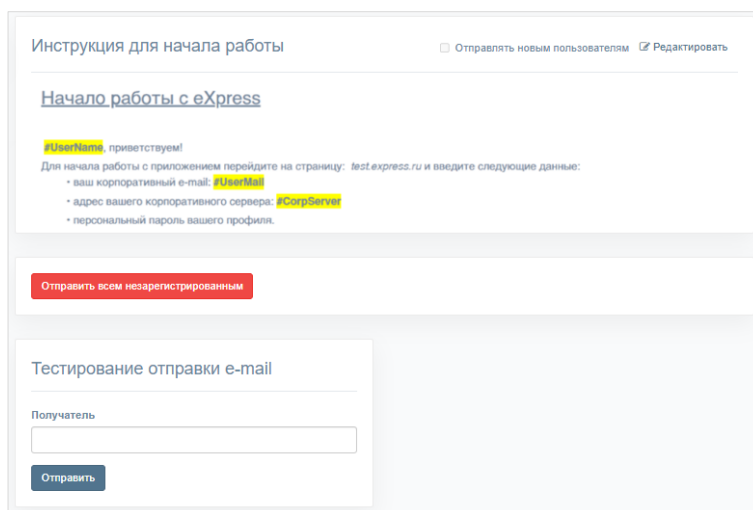 Инструкция для начала работы
Отправлять новым пользователям Редактировать
Начало работы с eXpress
#UserName, приветствуем!
Для начала работы с приложением перейдите на страницу: test.express.ru и введите следующие данные:
• ваш корпоративный e-mail: #UserMail
• адрес вашего корпоративного сервера: #CorpServer
• персональный пароль вашего профиля.
Отправить всем незарегистрированным
Тестирование отправки e-mail
Получатель
Отправить